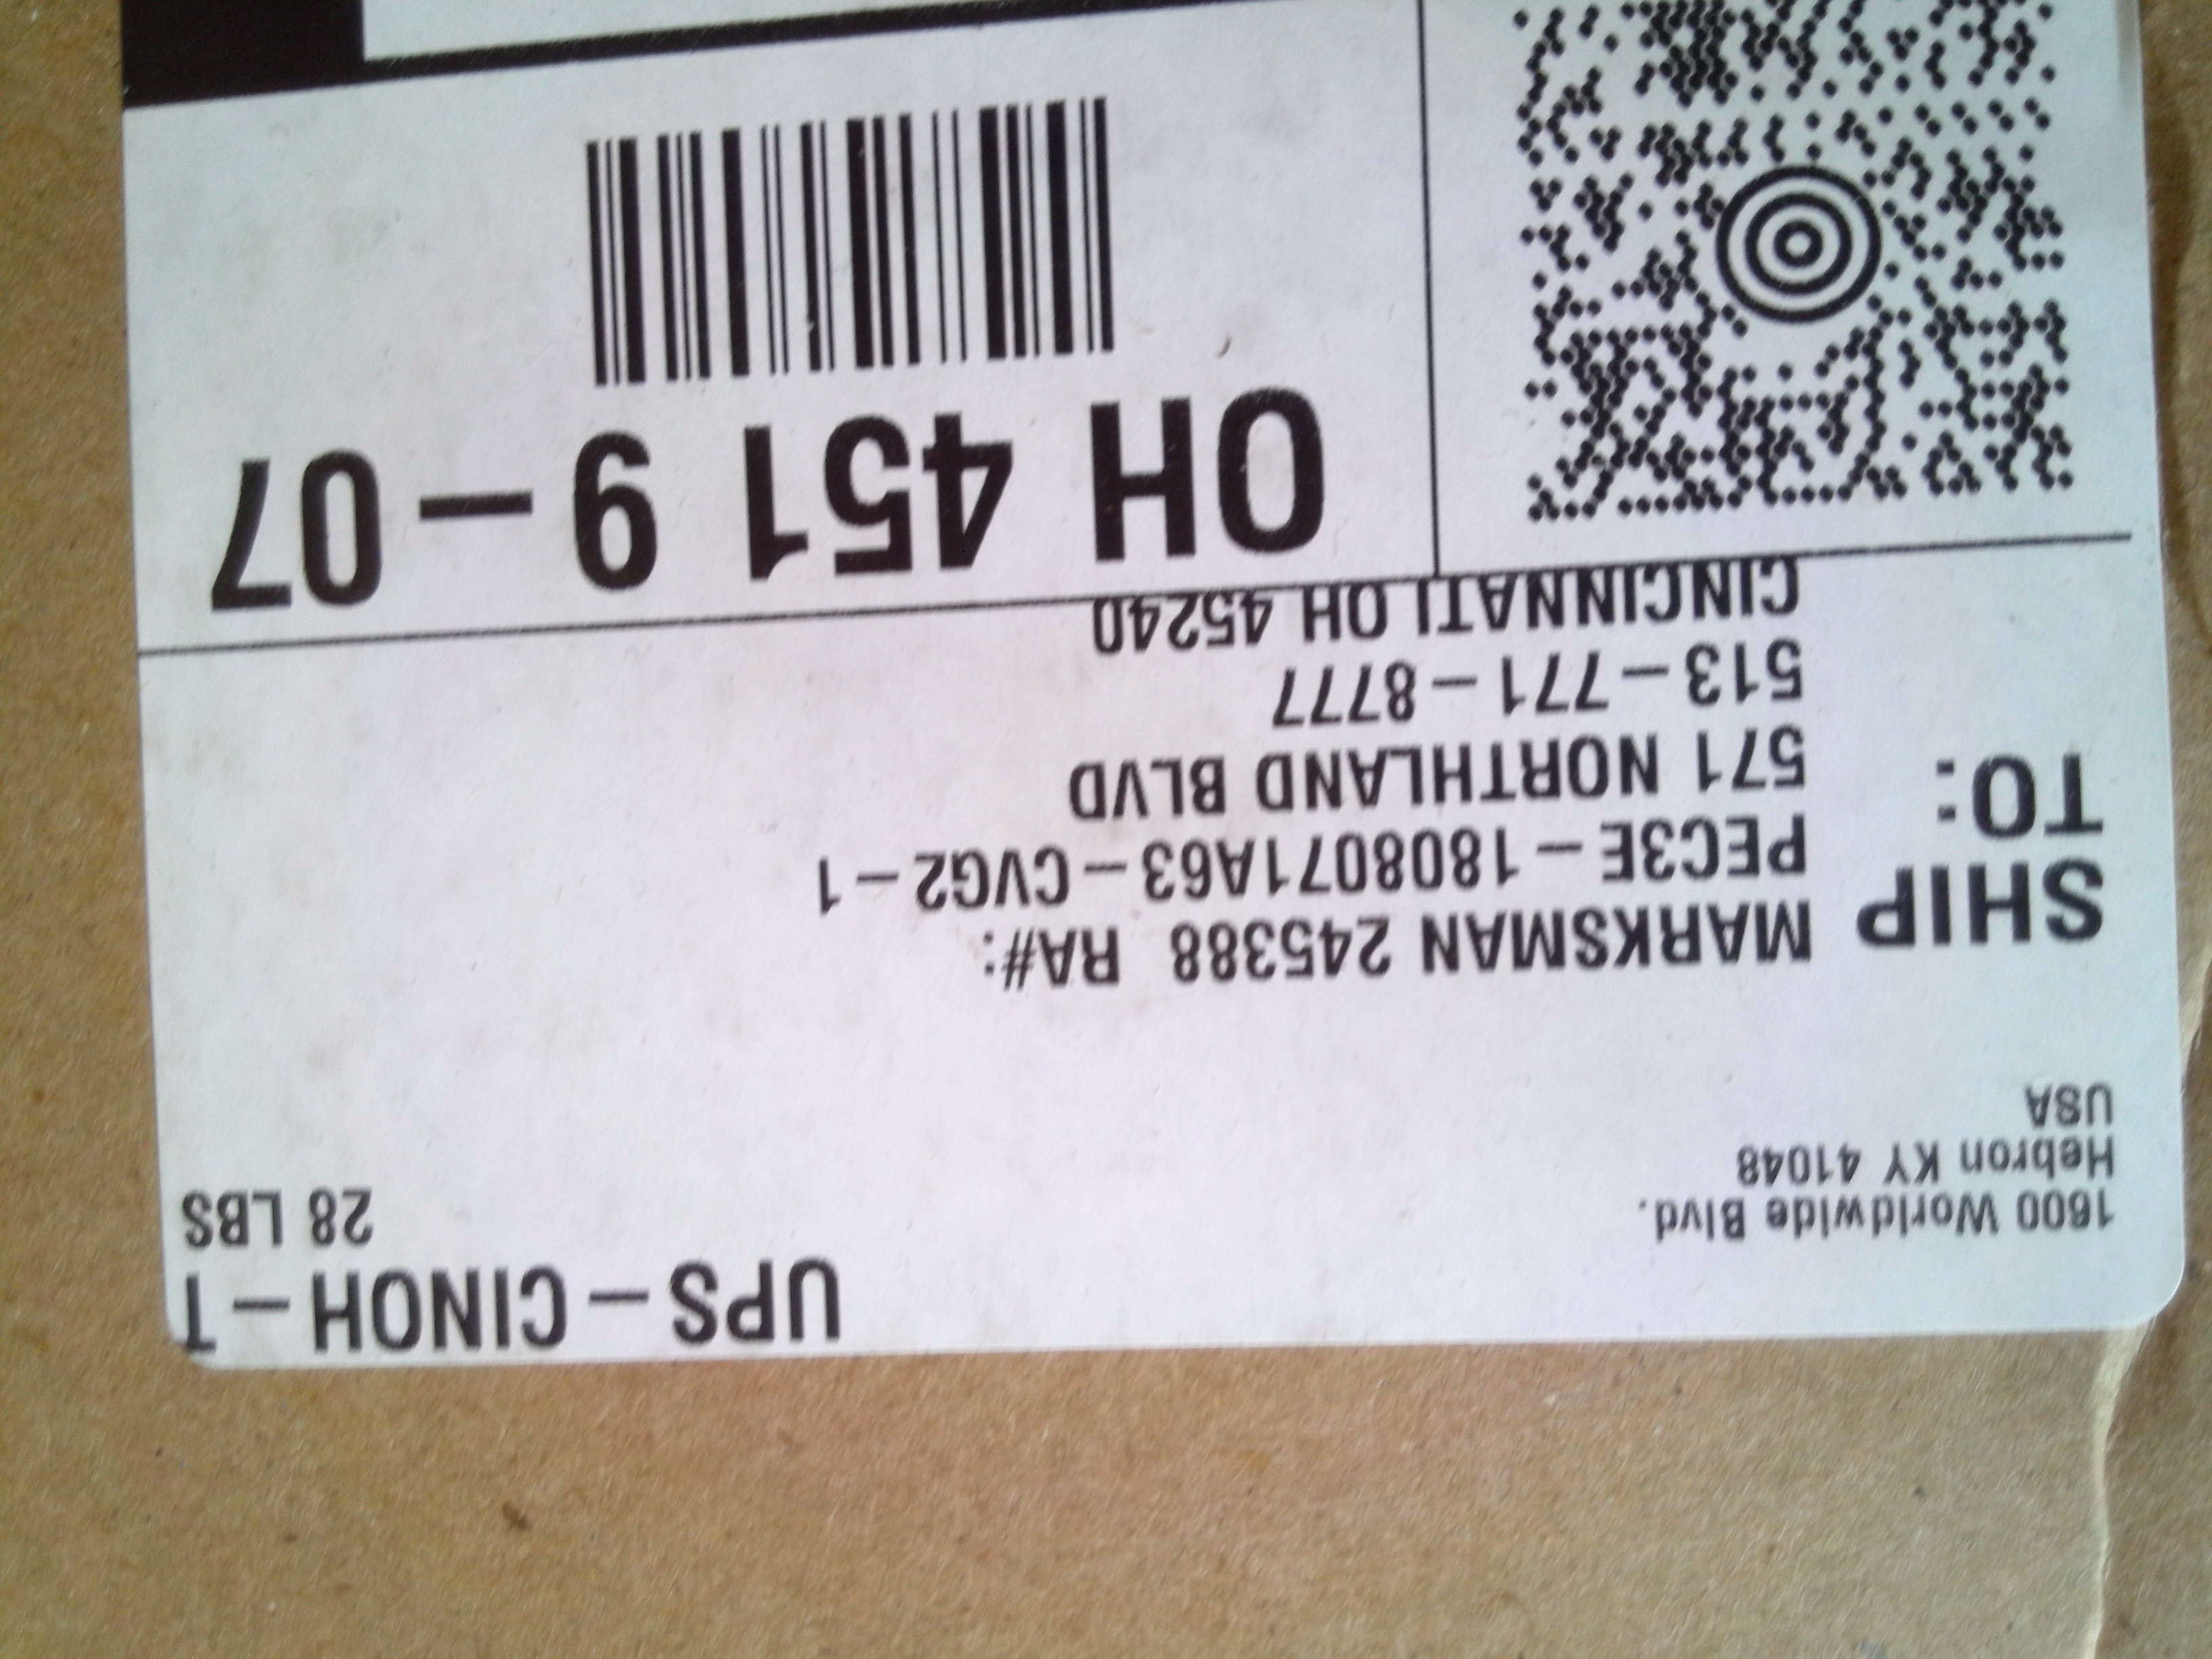 UPS-CINOH-T
28 LBS
1600 Worldwide Blvd.
Hebron KY 41048
USA
SHIP
TO:
MARKSMAN 245388 RA#:
PEC3E-1808071A63-CVG2-1
571 NORTHLAND BLVD
513-771-8777
CINCINNATI OH 45240
OH 451 9-07